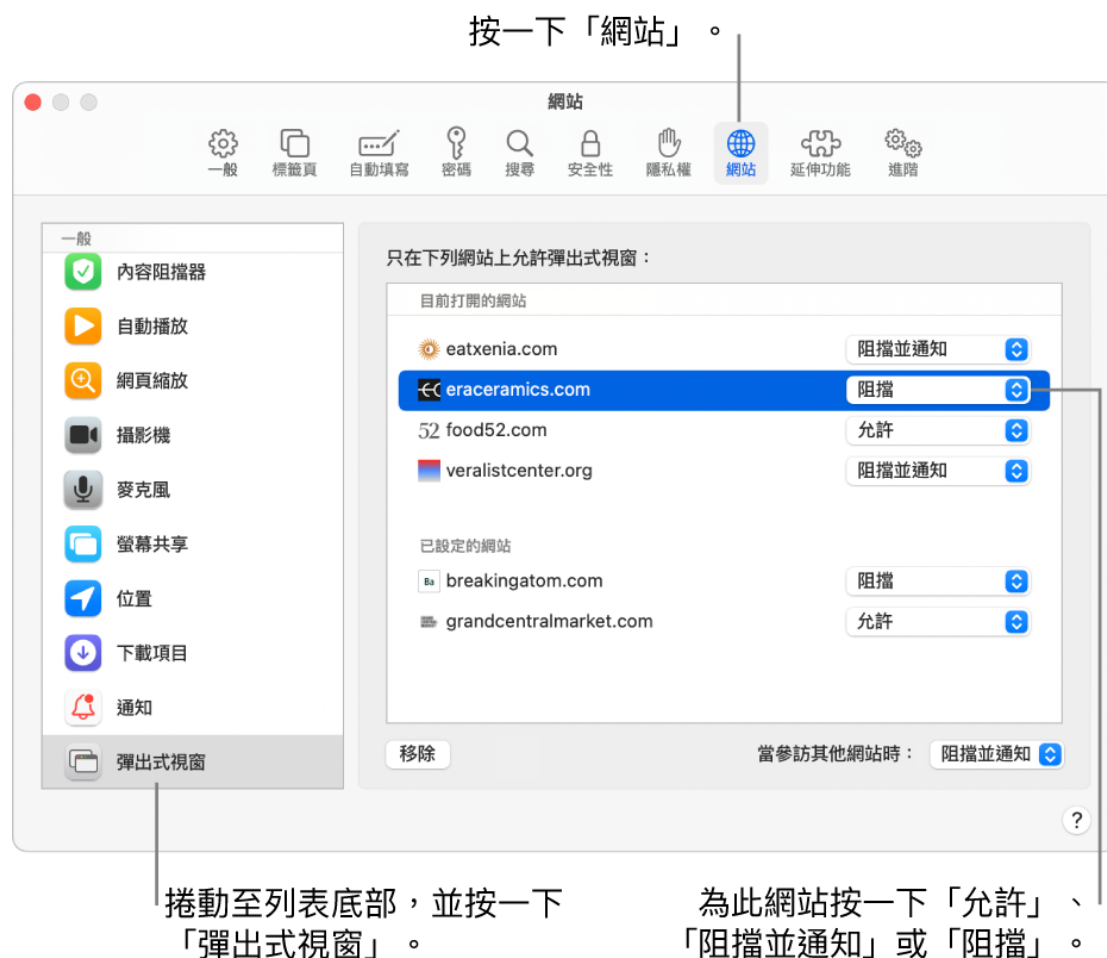 按一下「網站」。
網站
一般
標籤頁
自動填寫
密碼
搜尋
安全性
隱私權
網站
延伸功能
進階
一般
內容阻擋器
自動播放
網頁縮放
攝影機
麥克風
螢幕共享
位置
下載項目
通知
彈出式視窗
只在下列網站上允許彈出式視窗：
目前打開的網站
eatxenia.com 阻擋並通知
eraceramics.com 阻擋
52 food52.com 允許
veralistcenter.org 阻擋並通知
已設定的網站
Ba breakingatom.com 阻擋
grandcentralmarket.com 允許
移除 當參訪其他網站時： 阻擋並通知
?
捲動至列表底部，並按一下
「彈出式視窗」。
為此網站按一下「允許」、
「阻擋並通知」或「阻擋」。